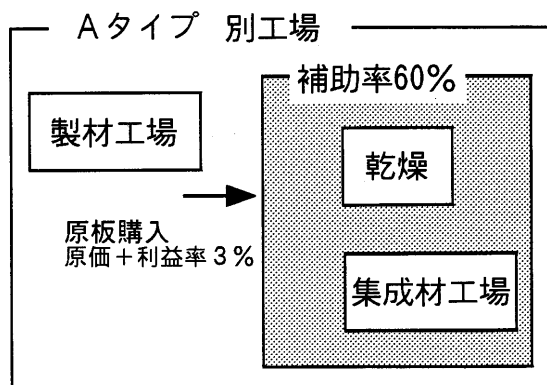 Aタイプ 別工場
補助率60%
製材工場
乾燥
原板購入
原価+利益率3%
集成材工場